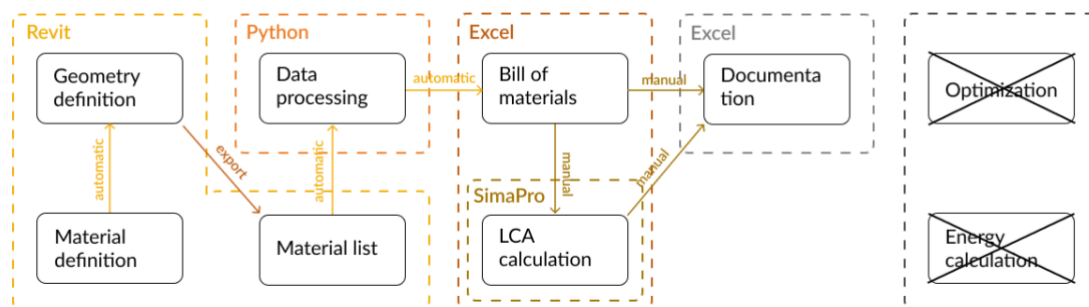 Revit
Python
Excel
Excel
Geometry
definition
Data
processing
automatic
Bill of
materials
manual
Documenta
tion
Optimization
automatic
export
automatic
manual
manual
SimaPro
Material
definition
Material list
LCA
calculation
Energy
calculation